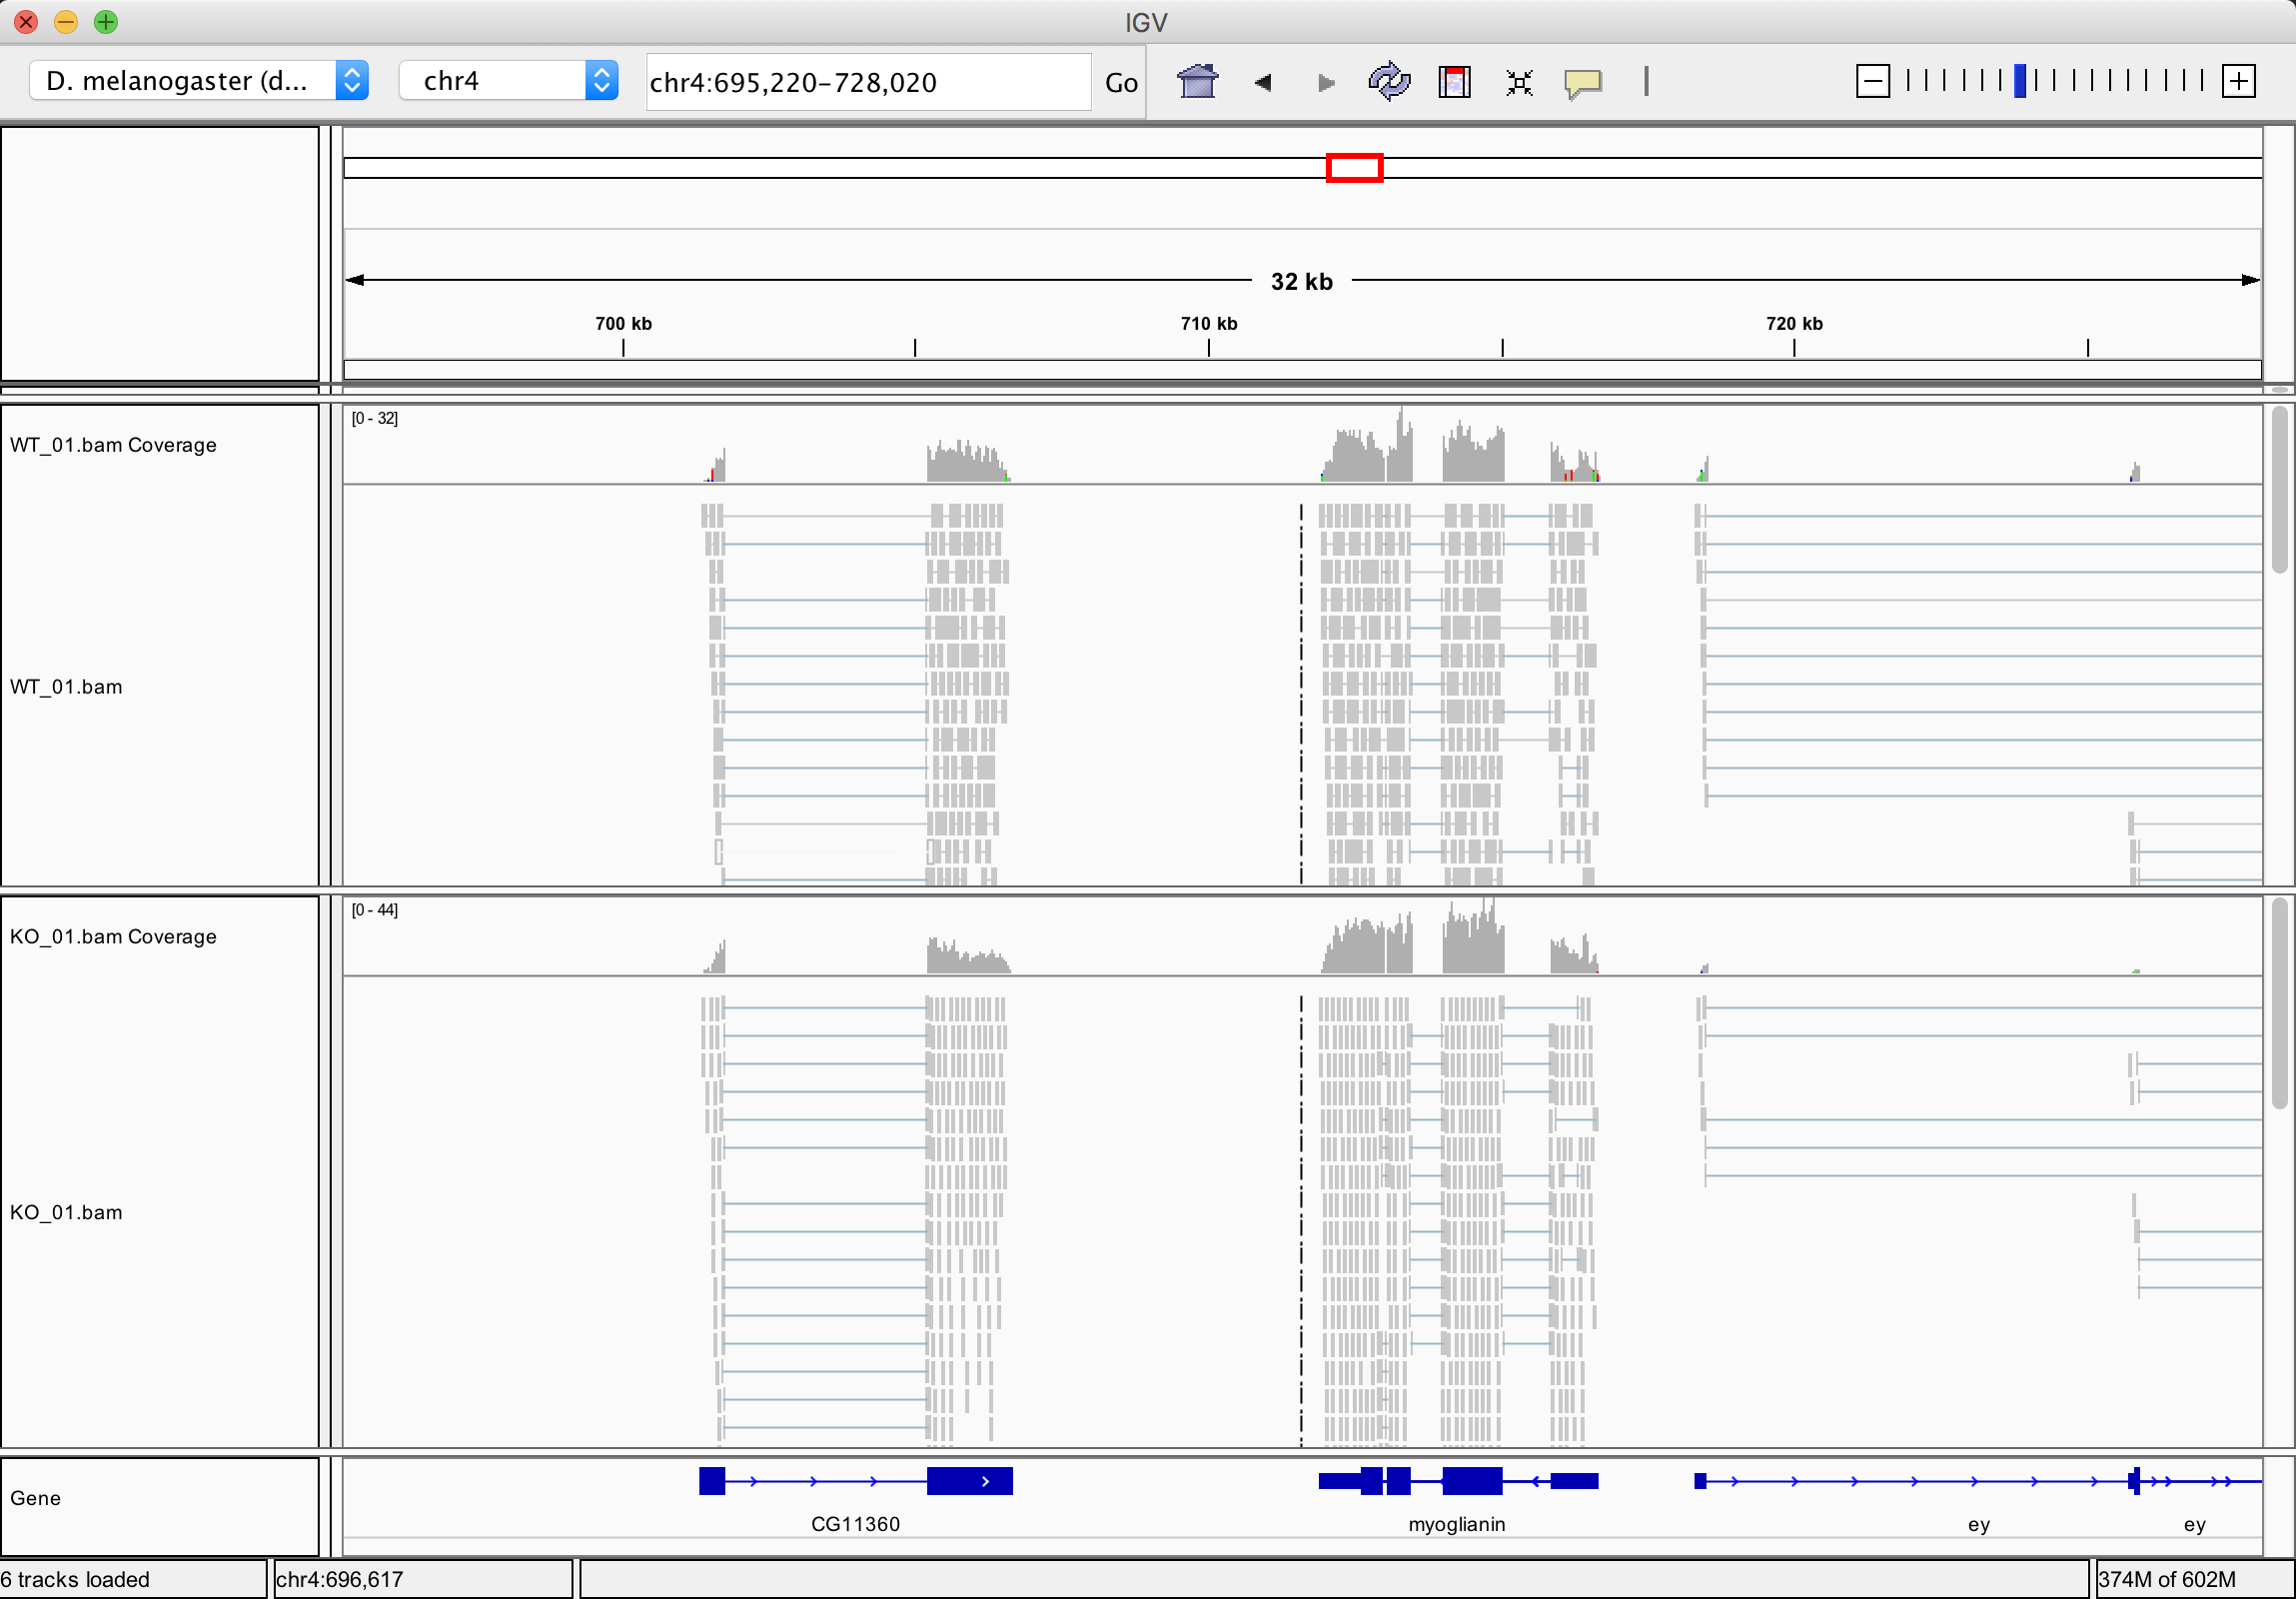 IGV
D. melanogaster (d...
chr4
chr4:695,220-728,020
Go
32 kb
700 kb
710 kb
720 kb
[0 - 32]
WT_01.bam Coverage
WT_01.bam
[0 - 44]
KO_01.bam Coverage
KO_01.bam
Gene
CG11360
myoglianin
ey
ey
6 tracks loaded
chr4:696,617
374M of 602M